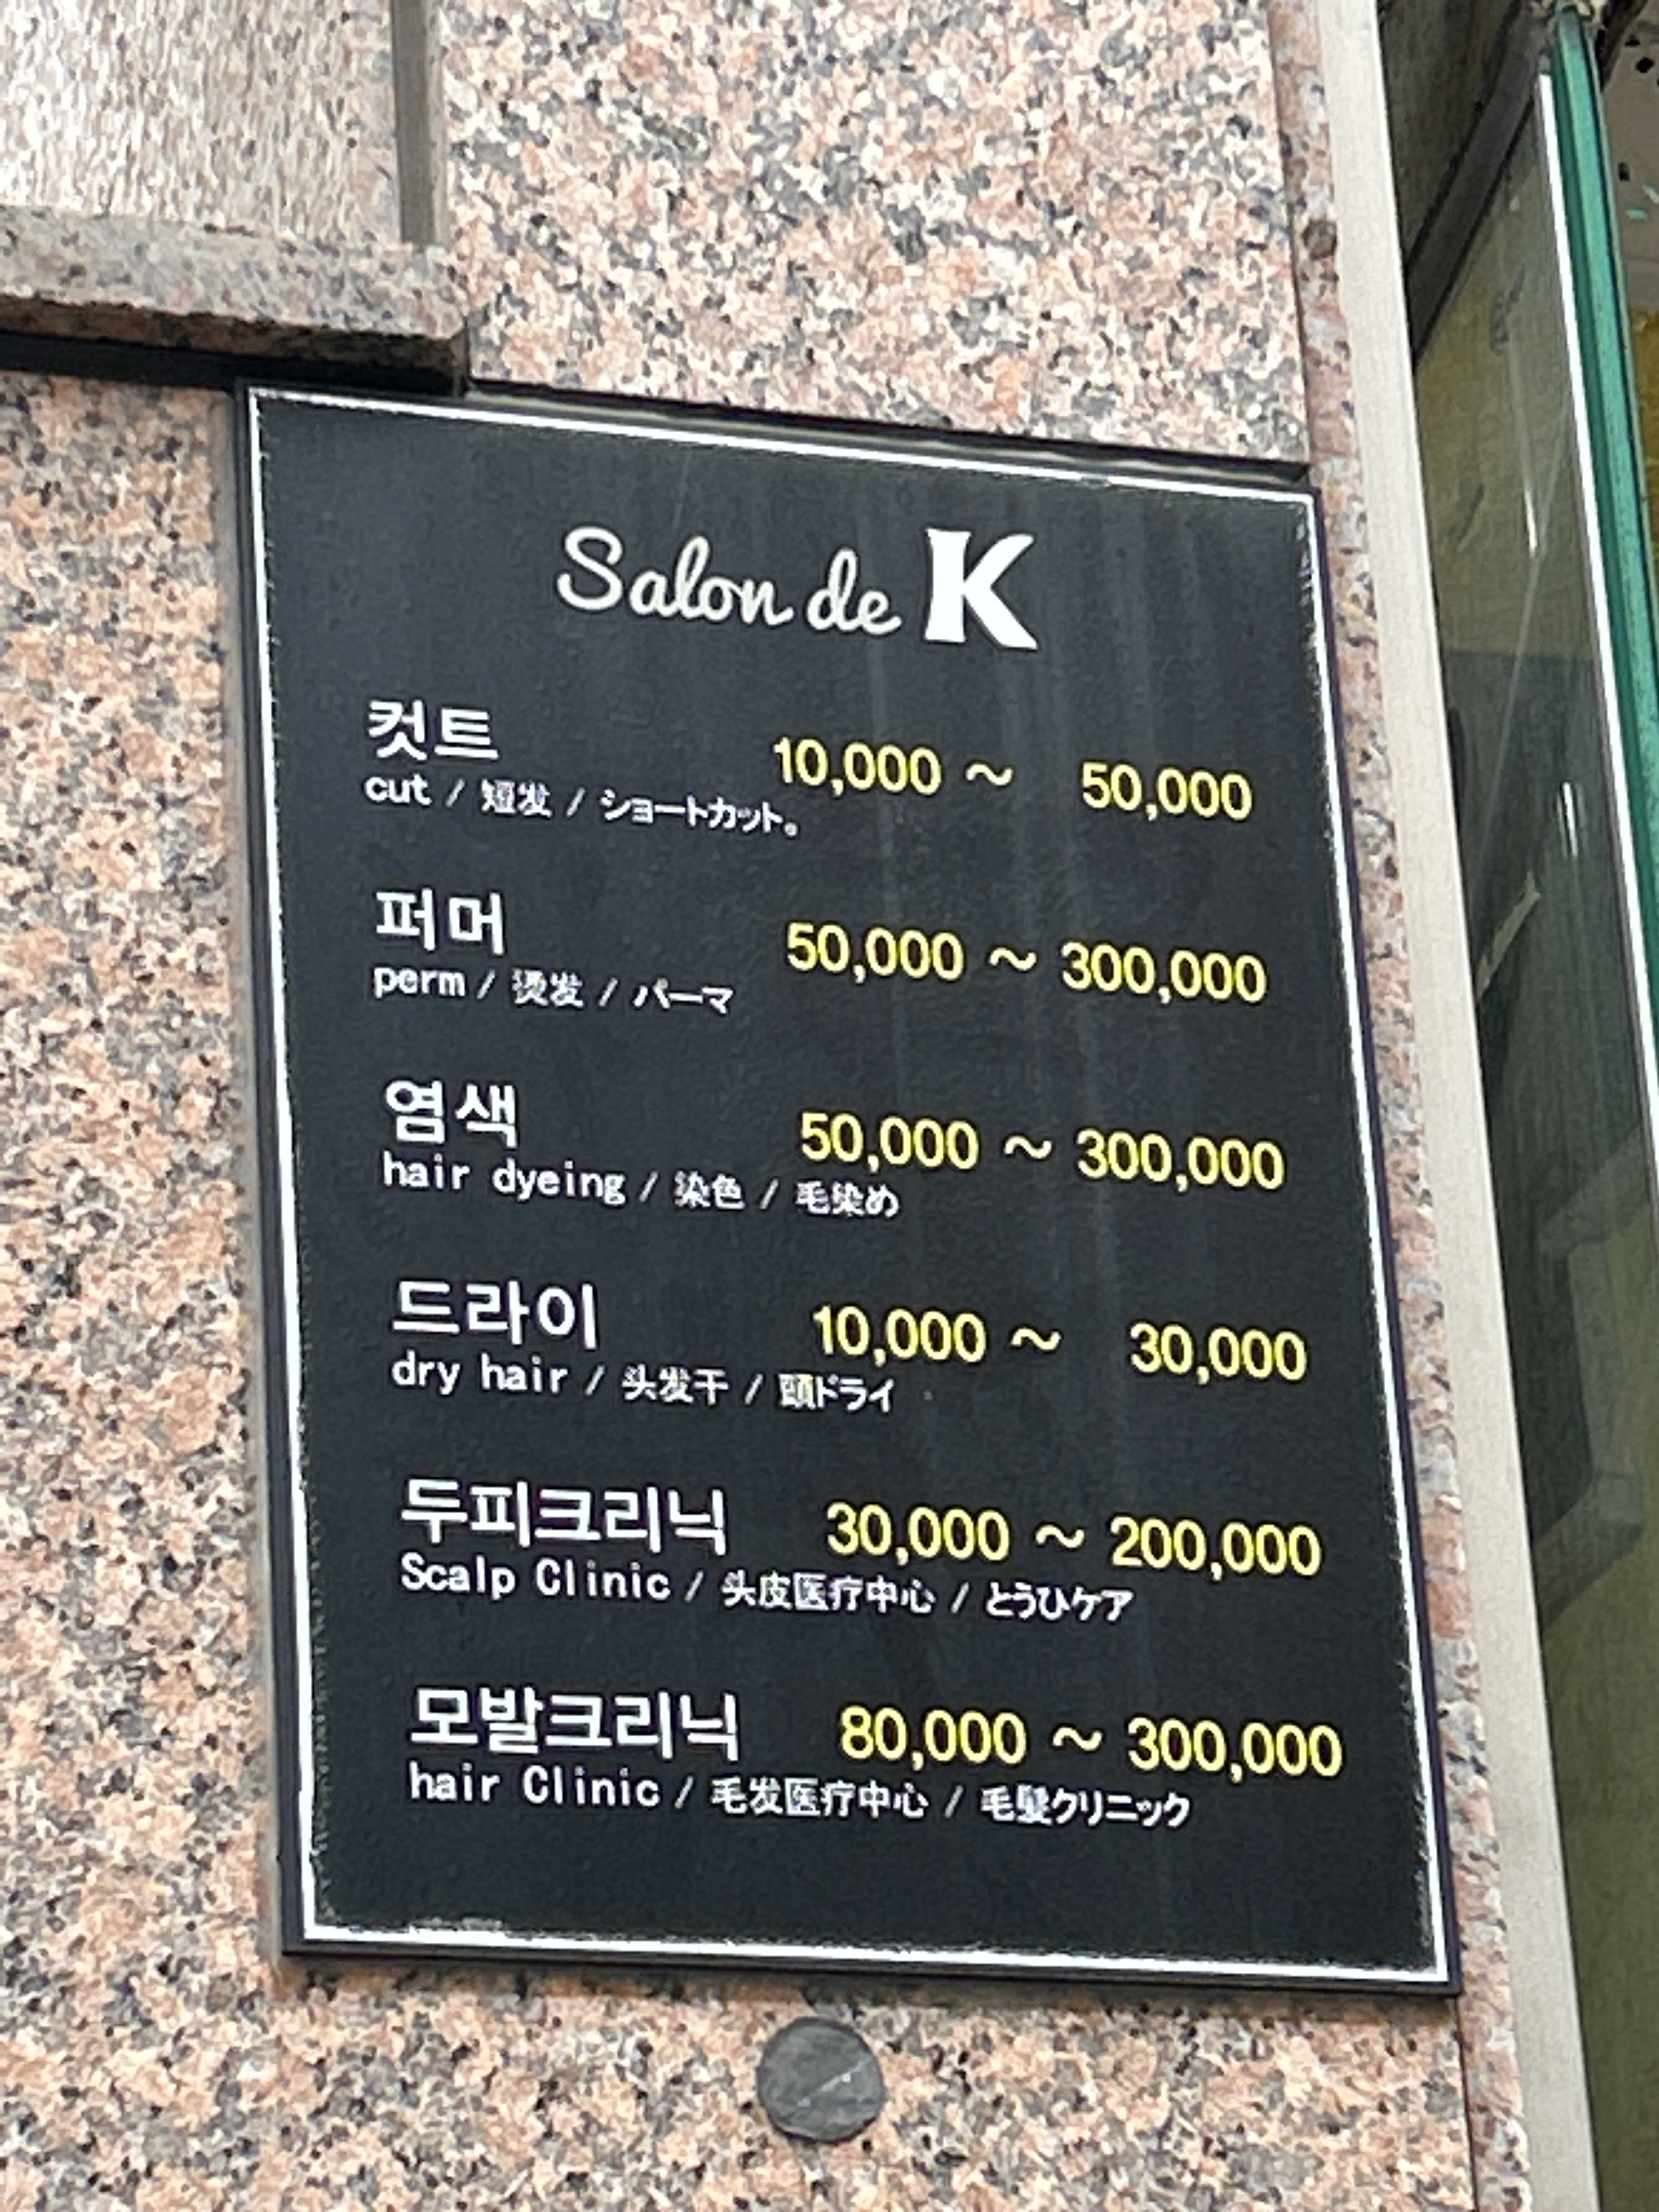 Salon de K
컷트 10,000 ~ 50,000
cut / 短发 / ショートカット。
퍼머 50,000 ~ 300,000
perm / 烫发 / パーマ
염색 50,000 ~ 300,000
hair dyeing / 染色 / 毛染め
드라이 10,000 ~ 30,000
dry hair / 头发干 / 頭ドライ
두피크리닉 30,000 ~ 200,000
Scalp Clinic / 头皮医疗中心 / とうひケア
모발크리닉 80,000 ~ 300,000
hair Clinic / 毛发医疗中心 / 毛髪クリニック